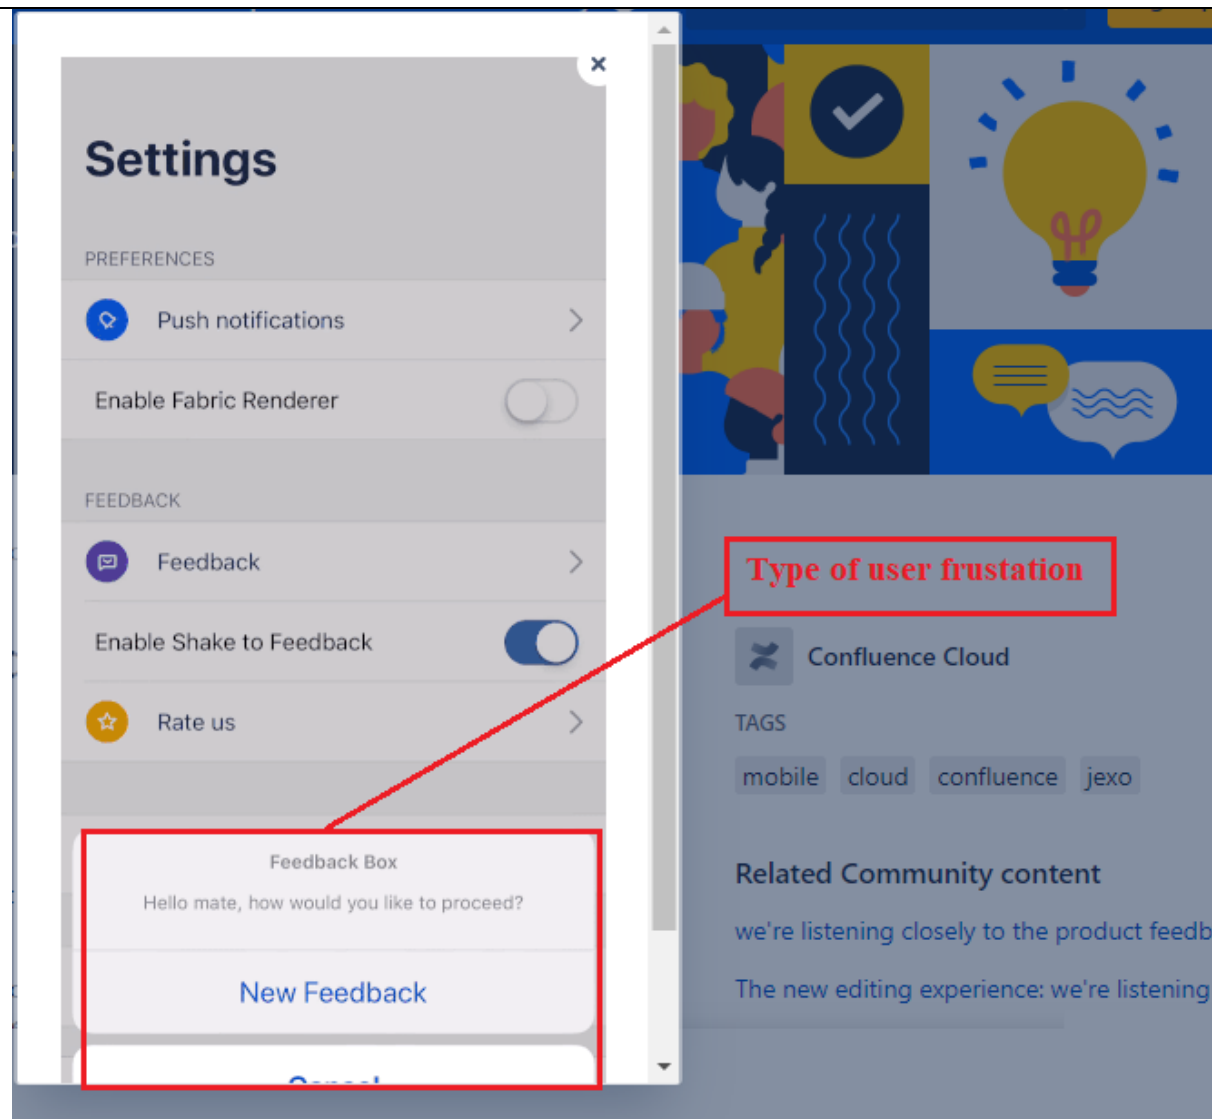 Settings
PREFERENCES
Push notifications
Enable Fabric Renderer
FEEDBACK
Feedback
Enable Shake to Feedback
Rate us
Feedback Box
Hello mate, how would you like to proceed?
New Feedback
Cancel
Type of user frustation
Confluence Cloud
TAGS
mobile cloud confluence jexo
Related Community content
we're listening closely to the product feedb
The new editing experience: we're listening